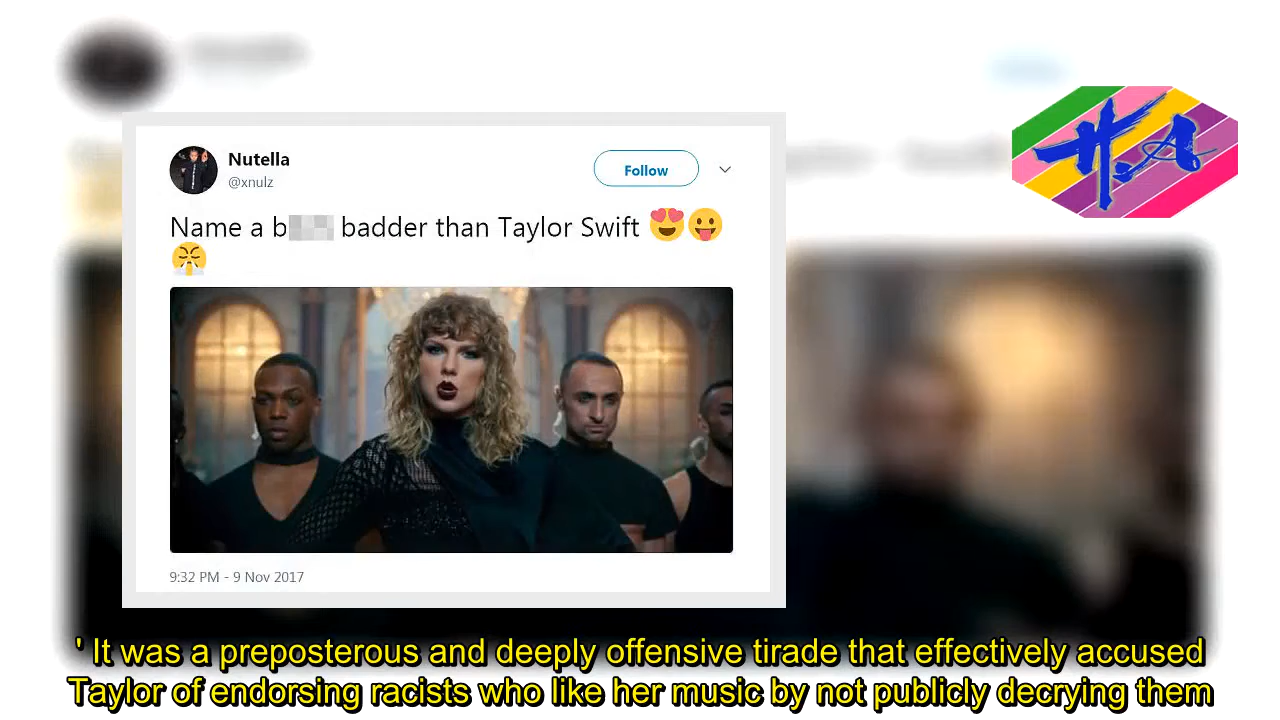 Nutella
@xnulz
Follow
Name a b badder than Taylor Swift 😍😛
😤
9:32 PM - 9 Nov 2017
H.A
' It was a preposterous and deeply offensive tirade that effectively accused
Taylor of endorsing racists who like her music by not publicly decrying them